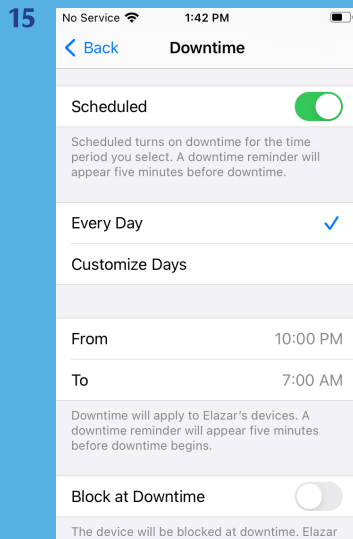 15
No Service 1:42 PM
Back Downtime
Scheduled
Scheduled turns on downtime for the time
period you select. A downtime reminder will
appear five minutes before downtime.
Every Day
Customize Days
From 10:00 PM
To 7:00 AM
Downtime will apply to Elazar's devices. A
downtime reminder will appear five minutes
before downtime begins.
Block at Downtime
The device will be blocked at downtime. Elazar